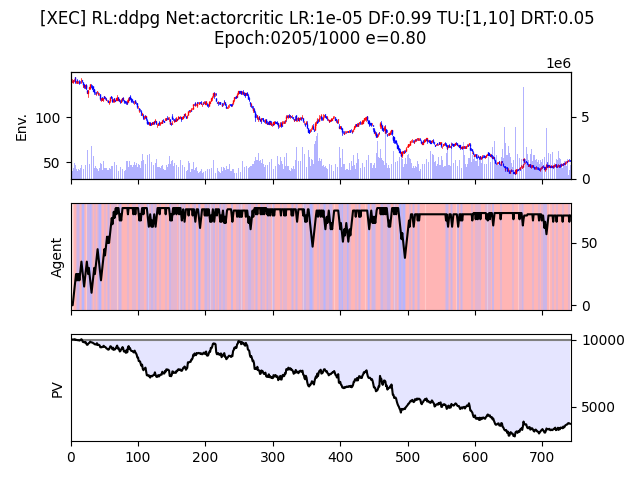 [XEC] RL:ddpg Net:actorcritic LR:1e-05 DF:0.99 TU:[1,10] DRT:0.05
Epoch:0205/1000 e=0.80
1e6
Env.
100
50
5
0
Agent
50
0
PV
10000
5000
0 100 200 300 400 500 600 700